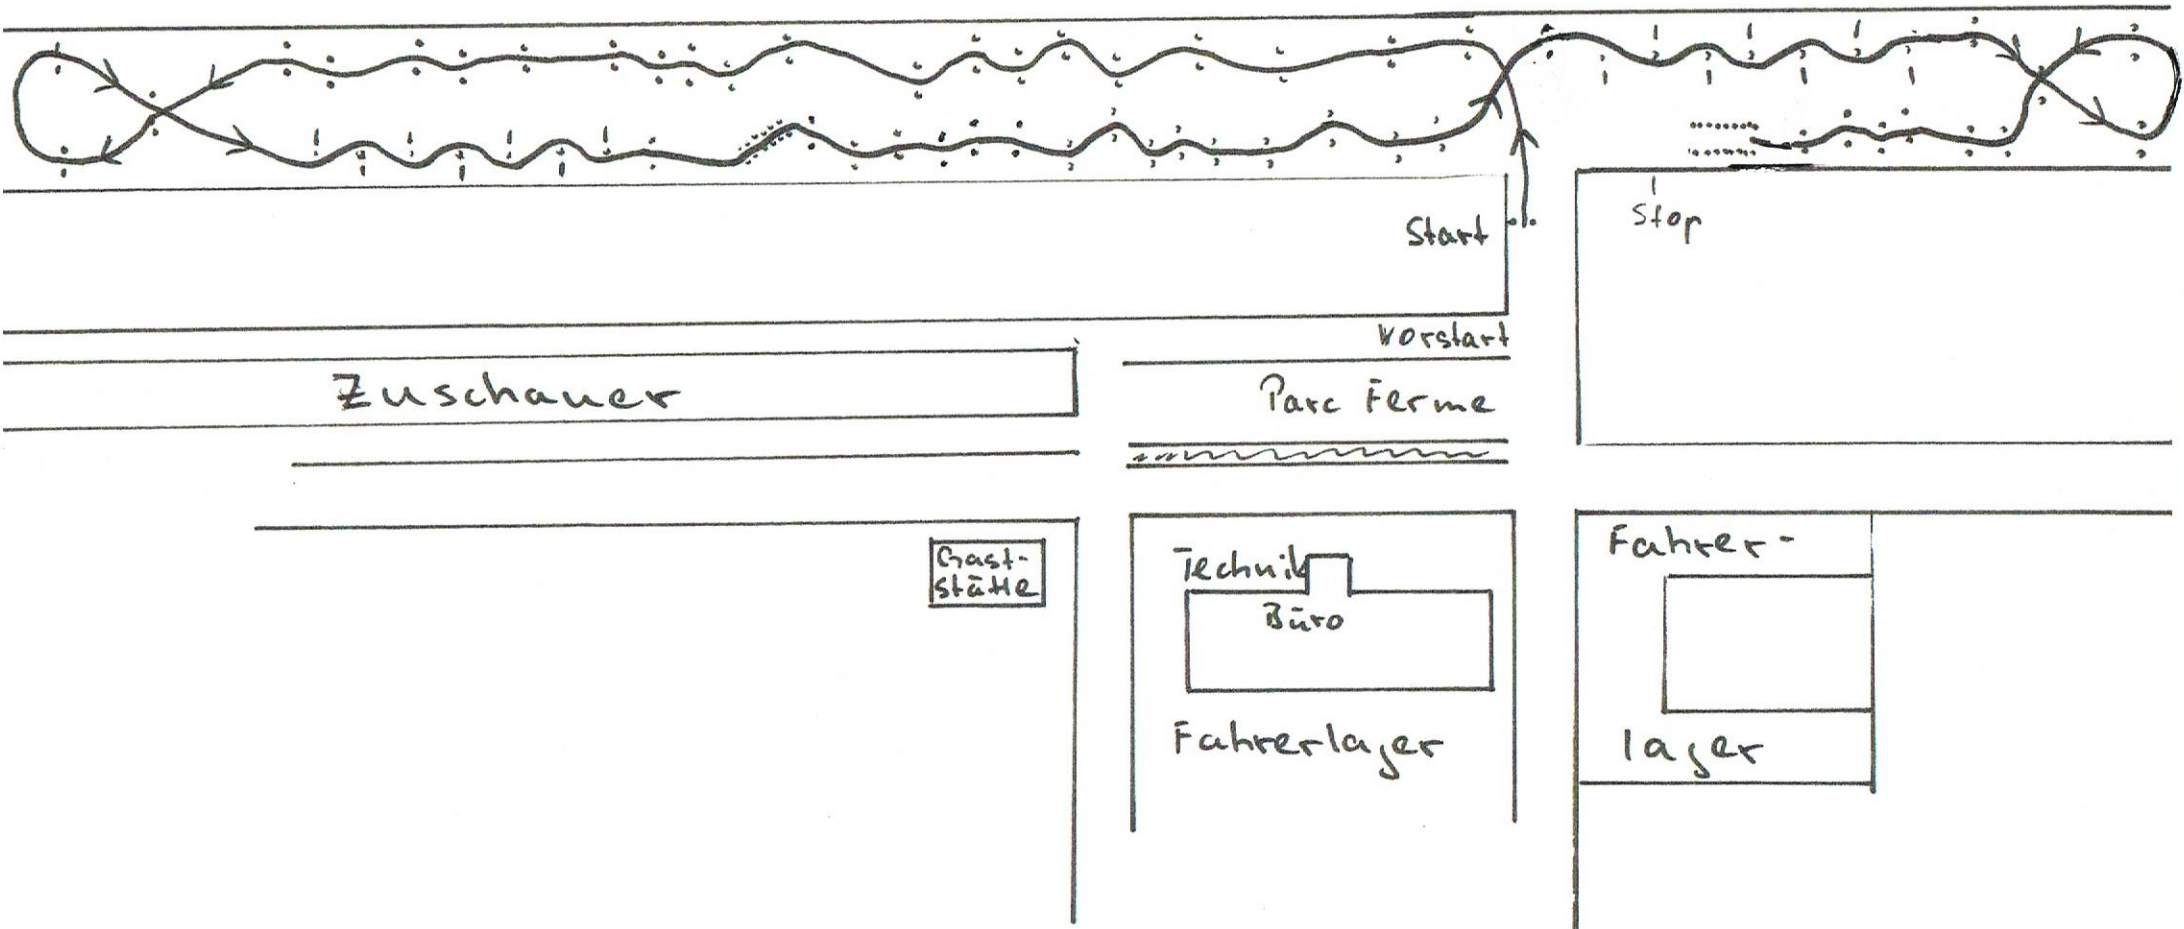 Start
Stop
Vorstart
Zuschauer
Parc Ferme
Gast-
stätte
Technik
Büro
Fahrerlager
Fahrer-
lager